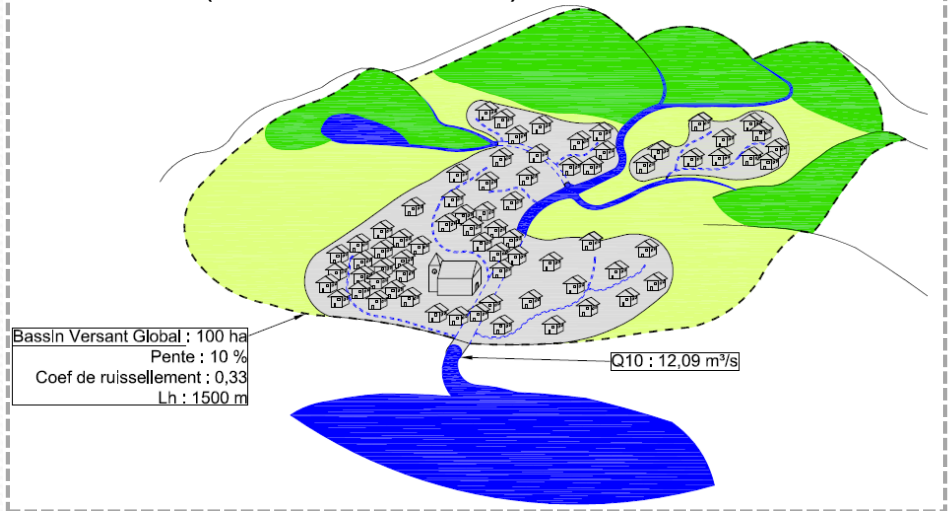 Bassin Versant Global : 100 ha
Pente : 10 %
Coef de ruissellement : 0,33
Lh : 1500 m
Q10 : 12,09 m³/s